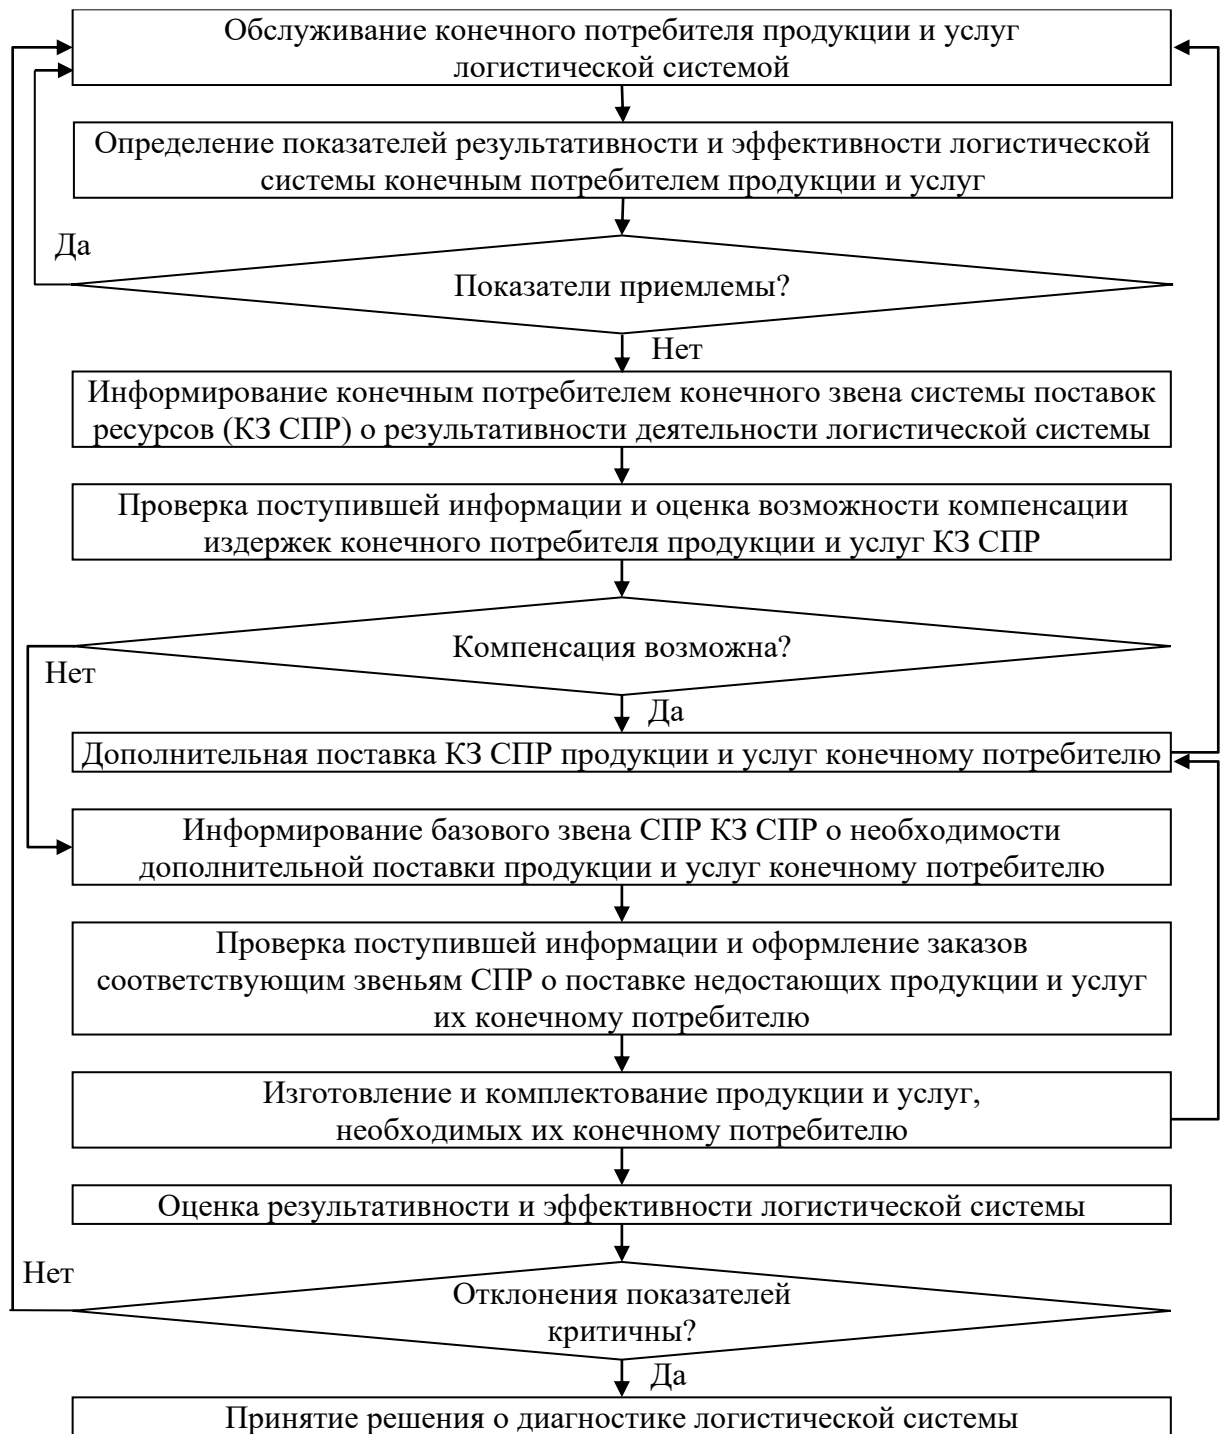 Обслуживание конечного потребителя продукции и услуг
логистической системой
Определение показателей результативности и эффективности логистической
системы конечным потребителем продукции и услуг
Да
Показатели приемлемы?
Нет
Информирование конечным потребителем конечного звена системы поставок
ресурсов (КЗ СПР) о результативности деятельности логистической системы
Проверка поступившей информации и оценка возможности компенсации
издержек конечного потребителя продукции и услуг КЗ СПР
Компенсация возможна?
Нет
Да
Дополнительная поставка КЗ СПР продукции и услуг конечному потребителю
Информирование базового звена СПР КЗ СПР о необходимости
дополнительной поставки продукции и услуг конечному потребителю
Проверка поступившей информации и оформление заказов
соответствующим звеньям СПР о поставке недостающих продукции и услуг
их конечному потребителю
Изготовление и комплектование продукции и услуг,
необходимых их конечному потребителю
Оценка результативности и эффективности логистической системы
Нет
Отклонения показателей
критичны?
Да
Принятие решения о диагностике логистической системы